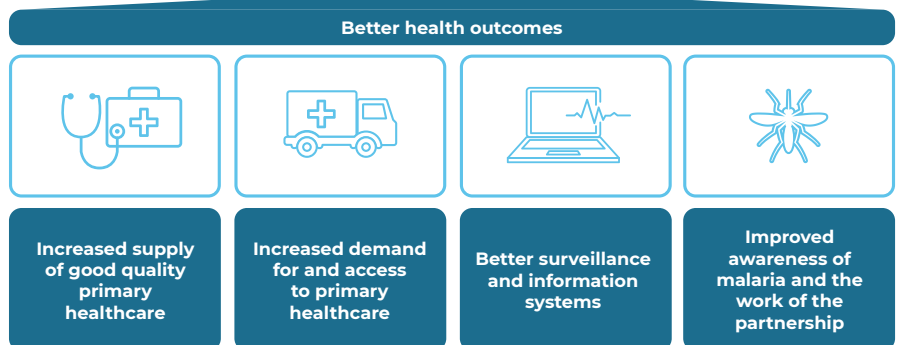 Better health outcomes
Increased supply
of good quality
primary
healthcare
Increased demand
for and access
to primary
healthcare
Better surveillance
and information
systems
Improved
awareness of
malaria and the
work of the
partnership